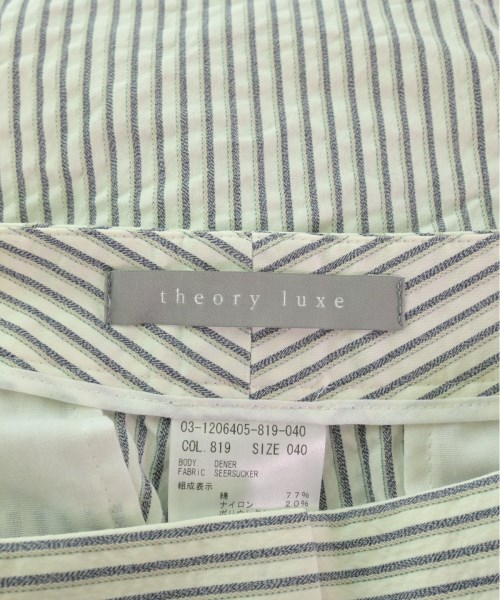 theory luxe
03-1206405-819-040
COL.819 SIZE 040
BODY DENER
FABRIC SEERSUCKER
組成表示
綿 77%
ナイロン 20%